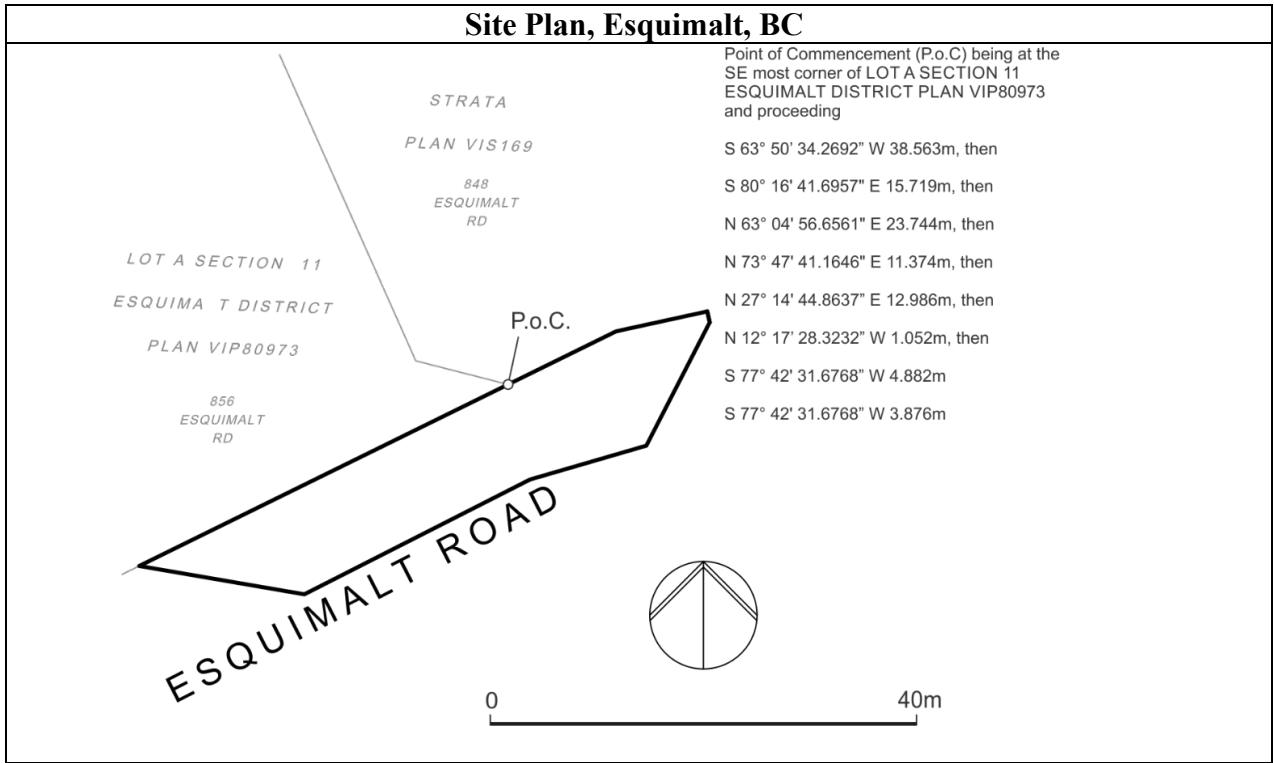 Site Plan, Esquimalt, BC
Point of Commencement (P.o.C) being at the
SE most corner of LOT A SECTION 11
ESQUIMALT DISTRICT PLAN VIP80973
and proceeding
S 63° 50' 34.2692” W 38.563m, then
S 80° 16' 41.6957" E 15.719m, then
N 63° 04' 56.6561" E 23.744m, then
N 73° 47' 41.1646" E 11.374m, then
N 27° 14' 44.8637” E 12.986m, then
N 12° 17' 28.3232” W 1.052m, then
S 77° 42' 31.6768” W 4.882m
S 77° 42' 31.6768” W 3.876m
STRATA
PLAN VIS169
848
ESQUIMALT
RD
LOT A SECTION 11
ESQUIMA T DISTRICT
PLAN VIP80973
856
ESQUIMALT
RD
P.o.C.
ESQUIMALT ROAD
0 40m